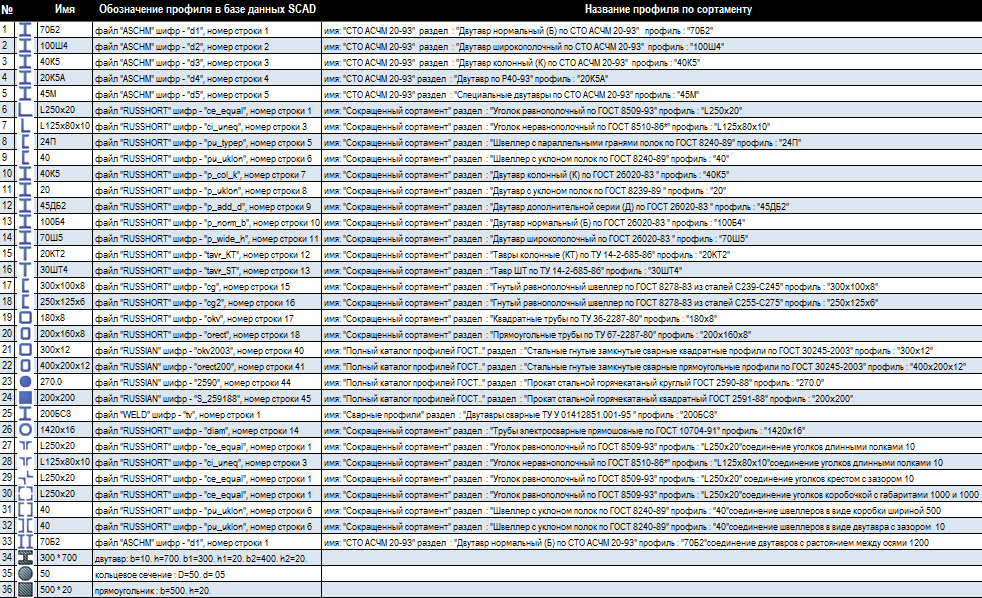 № Имя Обозначение профиля в базе данных SCAD Название профиля по сортаменту
1 70Б2 файл "ASCHM" шифр - "d1", номер строки 1 имя: "СТО АСЧМ 20-93" раздел : "Двутавр нормальный (Б) по СТО АСЧМ 20-93" профиль : "70Б2"
2 100Ш4 файл "ASCHM" шифр - "d2", номер строки 2 имя: "СТО АСЧМ 20-93" раздел : "Двутавр широкополочный по СТО АСЧМ 20-93" профиль : "100Ш4"
3 40К5 файл "ASCHM" шифр - "d3", номер строки 3 имя: "СТО АСЧМ 20-93" раздел : "Двутавр колонный (К) по СТО АСЧМ 20-93" профиль : "40К5"
4 20К5А файл "ASCHM" шифр - "d4", номер строки 4 имя: "СТО АСЧМ 20-93" раздел : "Двутавр по Р40-93" профиль : "20К5А"
5 45М файл "ASCHM" шифр - "d5", номер строки 5 имя: "СТО АСЧМ 20-93" раздел : "Специальные двутавры по СТО АСЧМ 20-93" профиль : "45М"
6 L250x20 файл "RUSSHORT" шифр - "ce_equal", номер строки 1 имя: "Сокращенный сортамент" раздел : "Уголок равнополочный по ГОСТ 8509-93" профиль : "L250x20"
7 L125x80x10 файл "RUSSHORT" шифр - "ci_uneq", номер строки 3 имя: "Сокращенный сортамент" раздел : "Уголок неравнополочный по ГОСТ 8510-86*" профиль : "L125x80x10"
8 24П файл "RUSSHORT" шифр - "pu_typep", номер строки 5 имя: "Сокращенный сортамент" раздел : "Швеллер с параллельными гранями полок по ГОСТ 8240-89" профиль : "24П"
9 40 файл "RUSSHORT" шифр - "pu_uklon", номер строки 6 имя: "Сокращенный сортамент" раздел : "Швеллер с уклоном полок по ГОСТ 8240-89" профиль : "40"
10 40К5 файл "RUSSHORT" шифр - "p_col_k", номер строки 7 имя: "Сокращенный сортамент" раздел : "Двутавр колонный (К) по ГОСТ 26020-83 " профиль : "40К5"
11 20 файл "RUSSHORT" шифр - "p_uklon", номер строки 8 имя: "Сокращенный сортамент" раздел : "Двутавр с уклоном полок по ГОСТ 8239-89 " профиль : "20"
12 45ДБ2 файл "RUSSHORT" шифр - "p_add_d", номер строки 9 имя: "Сокращенный сортамент" раздел : "Двутавр дополнительной серии (Д) по ГОСТ 26020-83 " профиль : "45ДБ2"
13 100Б4 файл "RUSSHORT" шифр - "p_norm_b", номер строки 10 имя: "Сокращенный сортамент" раздел : "Двутавр нормальный (Б) по ГОСТ 26020-83 " профиль : "100Б4"
14 70Ш5 файл "RUSSHORT" шифр - "p_wide_h", номер строки 11 имя: "Сокращенный сортамент" раздел : "Двутавр широкополочный по ГОСТ 26020-83 " профиль : "70Ш5"
15 20КТ2 файл "RUSSHORT" шифр - "tavr_KT", номер строки 12 имя: "Сокращенный сортамент" раздел : "Тавры колонные (КТ) по ТУ 14-2-685-86" профиль : "20КТ2"
16 30ШТ4 файл "RUSSHORT" шифр - "tavr_ST", номер строки 13 имя: "Сокращенный сортамент" раздел : "Тавр ШТ по ТУ 14-2-685-86" профиль : "30ШТ4"
17 300x100x8 файл "RUSSHORT" шифр - "cg", номер строки 15 имя: "Сокращенный сортамент" раздел : "Гнутый равнополочный швеллер по ГОСТ 8278-83 из сталей С239-С245" профиль : "300x100x8"
18 250x125x6 файл "RUSSHORT" шифр - "cg2", номер строки 16 имя: "Сокращенный сортамент" раздел : "Гнутый равнополочный швеллер по ГОСТ 8278-83 из сталей С255-С275" профиль : "250x125x6"
19 180x8 файл "RUSSHORT" шифр - "okv", номер строки 17 имя: "Сокращенный сортамент" раздел : "Квадратные трубы по ТУ 36-2287-80" профиль : "180x8"
20 200x160x8 файл "RUSSHORT" шифр - "orect", номер строки 18 имя: "Сокращенный сортамент" раздел : "Прямоугольные трубы по ТУ 67-2287-80" профиль : "200x160x8"
21 300x12 файл "RUSSIAN" шифр - "okv2003", номер строки 40 имя: "Полный каталог профилей ГОСТ.." раздел : "Стальные гнутые замкнутые сварные квадратные профили по ГОСТ 30245-2003" профиль : "300x12"
22 400x200x12 файл "RUSSIAN" шифр - "orect200", номер строки 41 имя: "Полный каталог профилей ГОСТ.." раздел : "Стальные гнутые замкнутые сварные прямоугольные профили по ГОСТ 30245-2003" профиль : "400x200x12"
23 270.0 файл "RUSSIAN" шифр - "2590", номер строки 44 имя: "Полный каталог профилей ГОСТ.." раздел : "Прокат стальной горячекатаный круглый ГОСТ 2590-88" профиль : "270.0"
24 200x200 файл "RUSSIAN" шифр - "S_259188", номер строки 45 имя: "Полный каталог профилей ГОСТ.." раздел : "Прокат стальной горячекатаный квадратный ГОСТ 2591-88" профиль : "200x200"
25 200БС8 файл "WELD" шифр - "tv", номер строки 1 имя: "Сварные профили" раздел : "Двутавры сварные ТУ У 01412851.001-95 " профиль : "200БС8"
26 1420x16 файл "RUSSHORT" шифр - "diam", номер строки 14 имя: "Сокращенный сортамент" раздел : "Трубы электросварные прямошовные по ГОСТ 10704-91" профиль : "1420x16"
27 L250x20 файл "RUSSHORT" шифр - "ce_equal", номер строки 1 имя: "Сокращенный сортамент" раздел : "Уголок равнополочный по ГОСТ 8509-93" профиль : "L250x20"соединение уголков длинными полками 10
28 L125x80x10 файл "RUSSHORT" шифр - "ci_uneq", номер строки 3 имя: "Сокращенный сортамент" раздел : "Уголок неравнополочный по ГОСТ 8510-86*" профиль : "L125x80x10"соединение уголков длинными полками 10
29 L250x20 файл "RUSSHORT" шифр - "ce_equal", номер строки 1 имя: "Сокращенный сортамент" раздел : "Уголок равнополочный по ГОСТ 8509-93" профиль : "L250x20" соединение уголков крестом с зазором 10
30 L250x20 файл "RUSSHORT" шифр - "ce_equal", номер строки 1 имя: "Сокращенный сортамент" раздел : "Уголок равнополочный по ГОСТ 8509-93" профиль : "L250x20"соединение уголков коробочкой с габаритами 1000 и 1000
31 40 файл "RUSSHORT" шифр - "pu_uklon", номер строки 6 имя: "Сокращенный сортамент" раздел : "Швеллер с уклоном полок по ГОСТ 8240-89" профиль : "40"соединение швеллеров в виде коробки шириной 500
32 40 файл "RUSSHORT" шифр - "pu_uklon", номер строки 6 имя: "Сокращенный сортамент" раздел : "Швеллер с уклоном полок по ГОСТ 8240-89" профиль : "40"соединение швеллеров в виде двутавра с зазором 10
33 70Б2 файл "ASCHM" шифр - "d1", номер строки 1 имя: "СТО АСЧМ 20-93" раздел : "Двутавр нормальный (Б) по СТО АСЧМ 20-93" профиль : "70Б2"соединение двутавров с растоянием между осями 1200
34 300 * 700 двутавр: b=10. h=700. b1=300. h1=20. b2=400. h2=20.
35 50 кольцевое сечение : D=50. d=.05
36 500 * 20 прямоугольник : b=500. h=20.